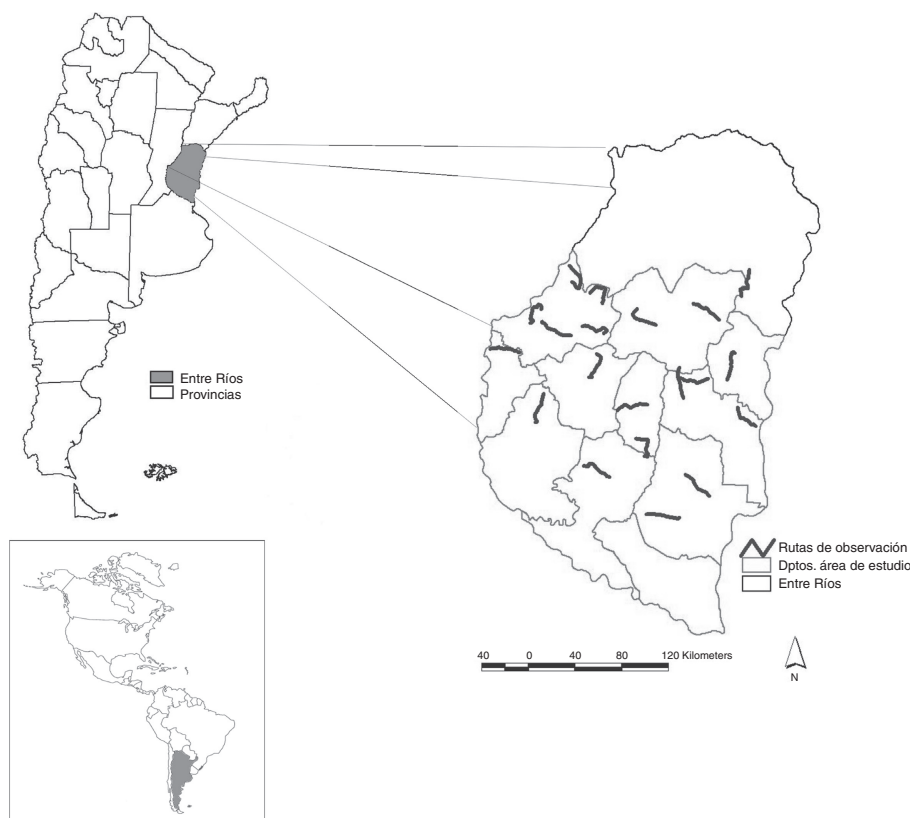 Entre Ríos
Provincias
Rutas de observación
Dptos. área de estudio
Entre Ríos
40 0 40 80 120 Kilometers
N